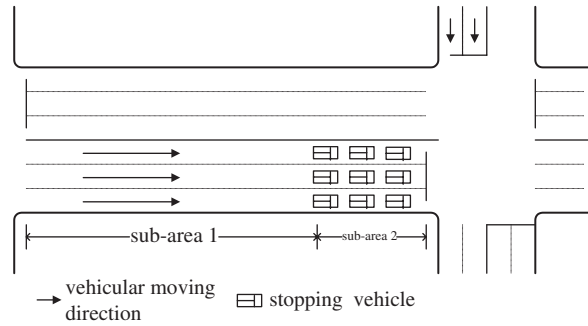 sub-area 1
sub-area 2
vehicular moving
direction
stopping vehicle